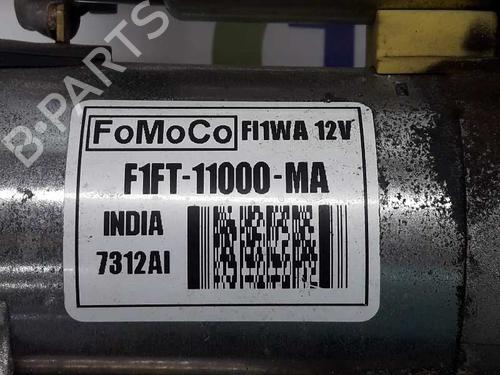 FoMoCo FI1WA 12V
F1FT-11000-MA
INDIA
7312AI
B-PARTS